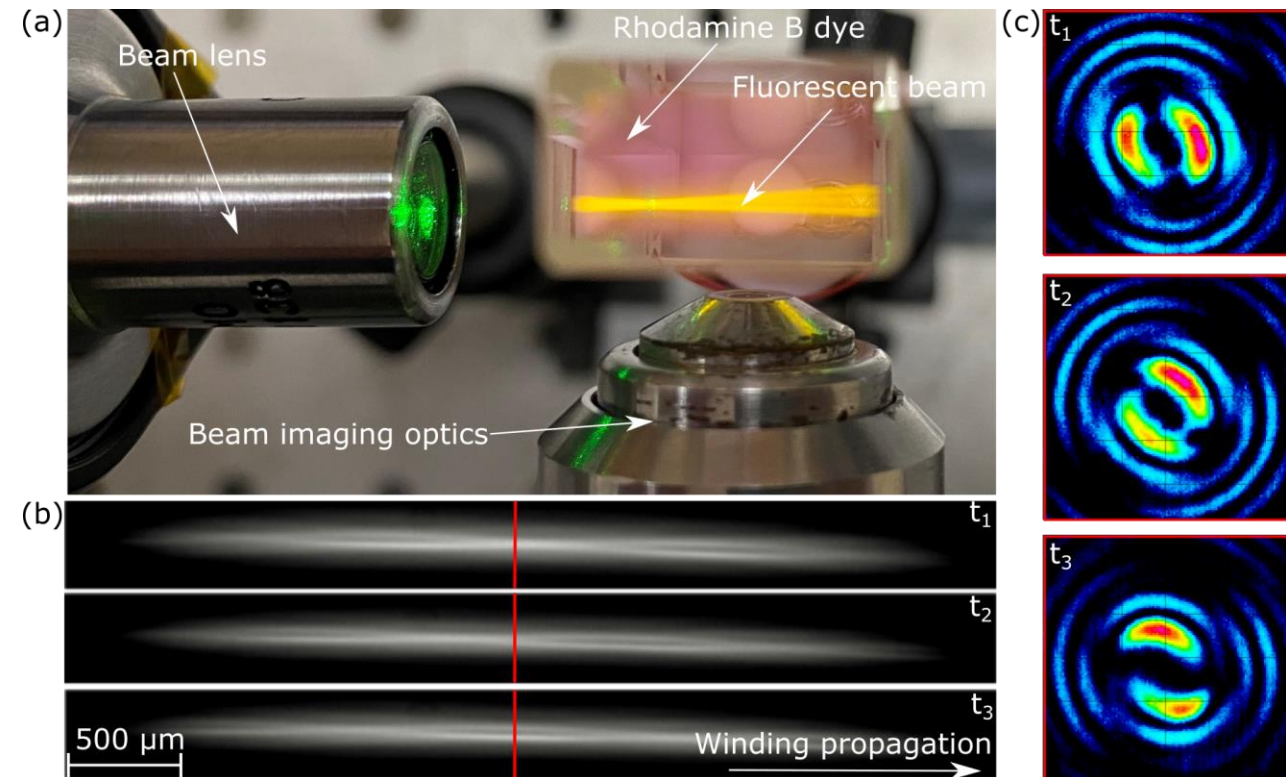 (a)
Beam lens
Rhodamine B dye
Fluorescent beam
Beam imaging optics
(b)
t₁
t₂
t₃
500 µm
Winding propagation
(c)
t₁
t₂
t₃